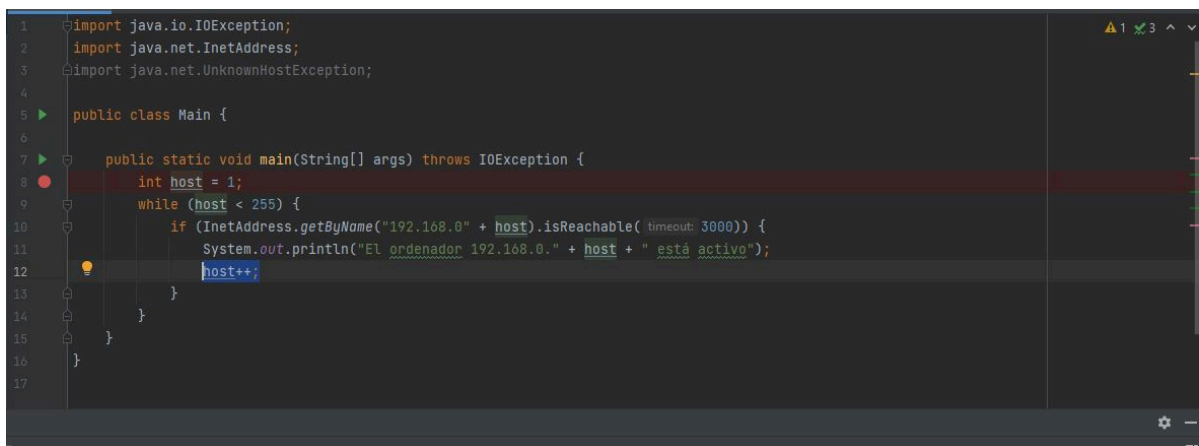 1 import java.io.IOException;
2 import java.net.InetAddress;
3 import java.net.UnknownHostException;
4
5 public class Main {
6
7 public static void main(String[] args) throws IOException {
8 int host = 1;
9 while (host < 255) {
10 if (InetAddress.getByName("192.168.0" + host).isReachable( timeout: 3000)) {
11 System.out.println("El ordenador 192.168.0." + host + " está activo");
12 host++;
13 }
14 }
15 }
16 }
17
1 3